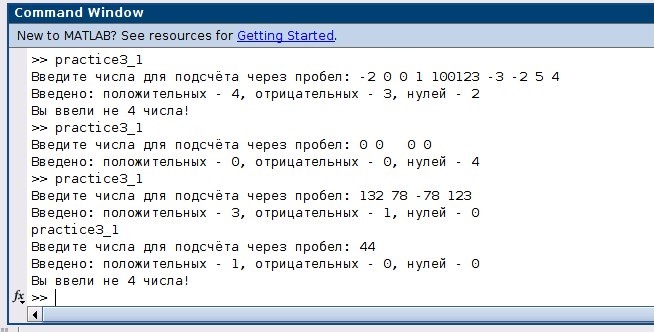 Command Window
New to MATLAB? See resources for Getting Started.
>> practice3_1
Введите числа для подсчёта через пробел: -2 0 0 1 100123 -3 -2 5 4
Введено: положительных - 4, отрицательных - 3, нулей - 2
Вы ввели не 4 числа!
>> practice3_1
Введите числа для подсчёта через пробел: 0 0   0 0
Введено: положительных - 0, отрицательных - 0, нулей - 4
>> practice3_1
Введите числа для подсчёта через пробел: 132 78 -78 123
Введено: положительных - 3, отрицательных - 1, нулей - 0
practice3_1
Введите числа для подсчёта через пробел: 44
Введено: положительных - 1, отрицательных - 0, нулей - 0
Вы ввели не 4 числа!
fx >>